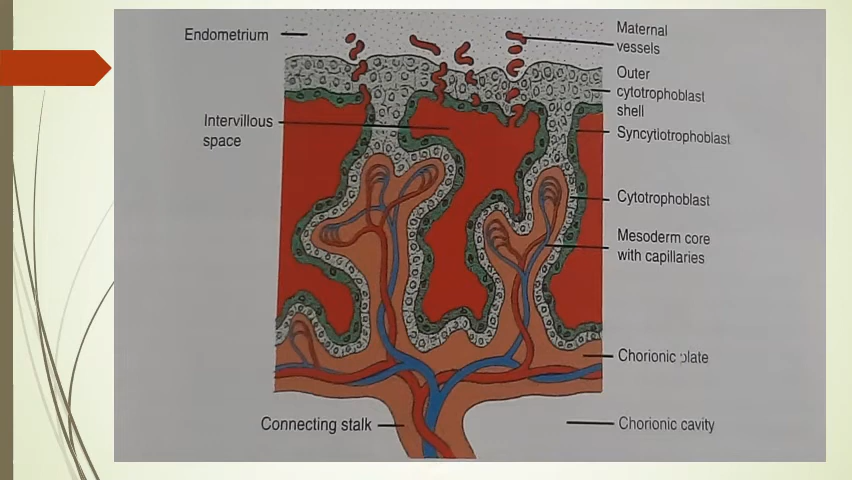 Endometrium
Maternal
vessels
Outer
cytotrophoblast
shell
Intervillous
space
Syncytiotrophoblast
Cytotrophoblast
Mesoderm core
with capillaries
Chorionic plate
Connecting stalk
Chorionic cavity